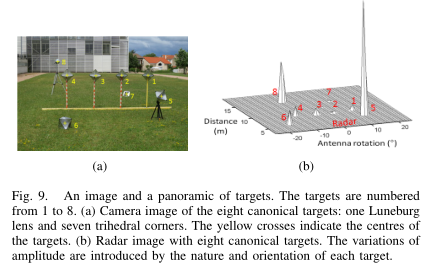 8 4 3 2 1
7
5
6
7
8
4 3 2 1
6 5
Radar
15
Distance 10
(m) 5
-20 -10 0 10 20
Antenna rotation (°)
(a) (b)
Fig. 9. An image and a panoramic of targets. The targets are numbered
from 1 to 8. (a) Camera image of the eight canonical targets: one Luneburg
lens and seven trihedral corners. The yellow crosses indicate the centres of
the targets. (b) Radar image with eight canonical targets. The variations of
amplitude are introduced by the nature and orientation of each target.